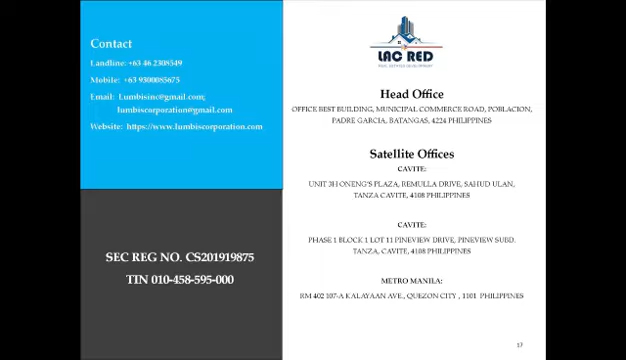 Contact
Landline: +63 46 2308549
Mobile: +63 9300085675
Email: Lumbisinc@gmail.com;
lumbiscorporation@gmail.com
Website: https://www.lumbiscorporation.com
SEC REG NO. CS201919875
TIN 010-458-595-000
LAC RED
Head Office
OFFICE BEST BUILDING, MUNICIPAL COMMERCE ROAD, POBLACION,
PADRE GARCIA, BATANGAS, 4224 PHILIPPINES
Satellite Offices
CAVITE:
UNIT 3H ONENG'S PLAZA, REMULLA DRIVE, SAHUD ULAN,
TANZA CAVITE, 4108 PHILIPPINES
CAVITE:
PHASE 1 BLOCK 1 LOT 11 PINEVIEW DRIVE, PINEVIEW SUBD.
TANZA, CAVITE, 4108 PHILIPPINES
METRO MANILA:
RM 402 107-A KALAYAAN AVE., QUEZON CITY , 1101 PHILIPPINES
17